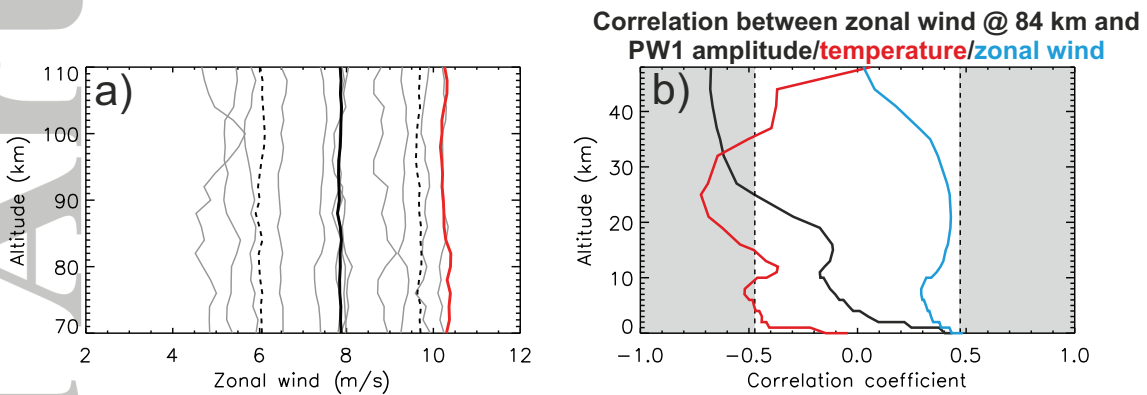 Correlation between zonal wind @ 84 km and
PW1 amplitude/temperature/zonal wind
a)
110
100
90
80
70
Altitude (km)
2 4 6 8 10 12
Zonal wind (m/s)
b)
40
30
20
10
0
Altitude (km)
−1.0 −0.5 0.0 0.5 1.0
Correlation coefficient